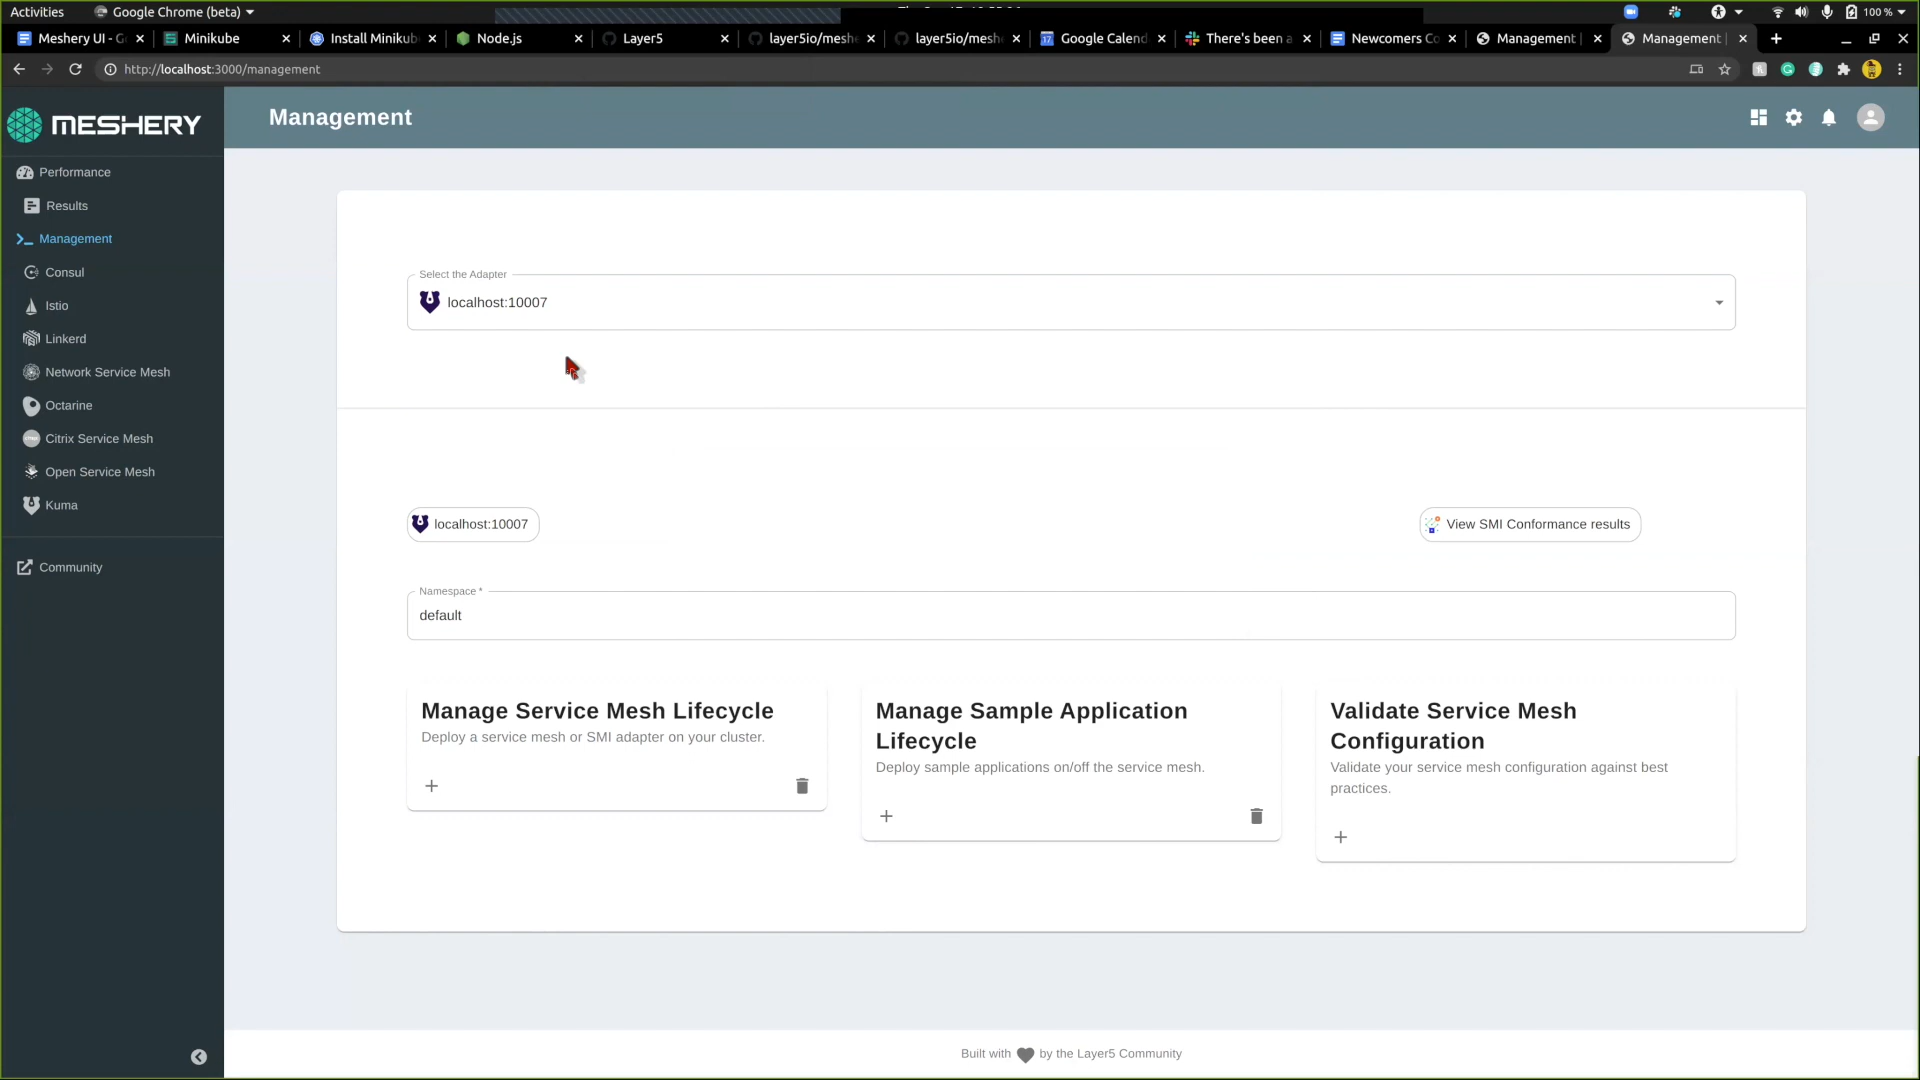 Activities
Google Chrome (beta)
100 %
Meshery UI - G
Minikube
Install Minikub
Node.js
Layer5
layer5io/mesh
layer5io/mesh
Google Calend
There's been a
Newcomers Co
Management
Management
http://localhost:3000/management
MESHERY
Management
Performance
Results
Management
Consul
Istio
Linkerd
Network Service Mesh
Octarine
Citrix Service Mesh
Open Service Mesh
Kuma
Community
Select the Adapter
localhost:10007
localhost:10007
View SMI Conformance results
Namespace *
default
Manage Service Mesh Lifecycle
Deploy a service mesh or SMI adapter on your cluster.
Manage Sample Application
Lifecycle
Deploy sample applications on/off the service mesh.
Validate Service Mesh
Configuration
Validate your service mesh configuration against best
practices.
Built with by the Layer5 Community